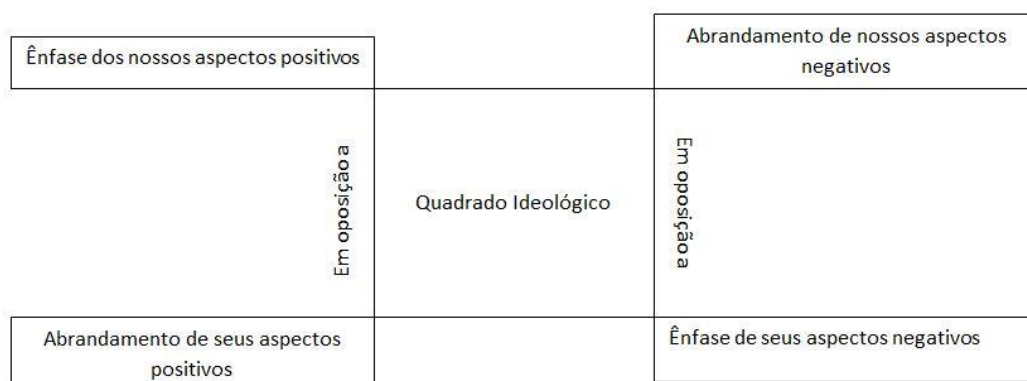 Ênfase dos nossos aspectos positivos
Abrandamento de nossos aspectos
negativos
Em oposição a
Quadrado Ideológico
Em oposição a
Abrandamento de seus aspectos
positivos
Ênfase de seus aspectos negativos